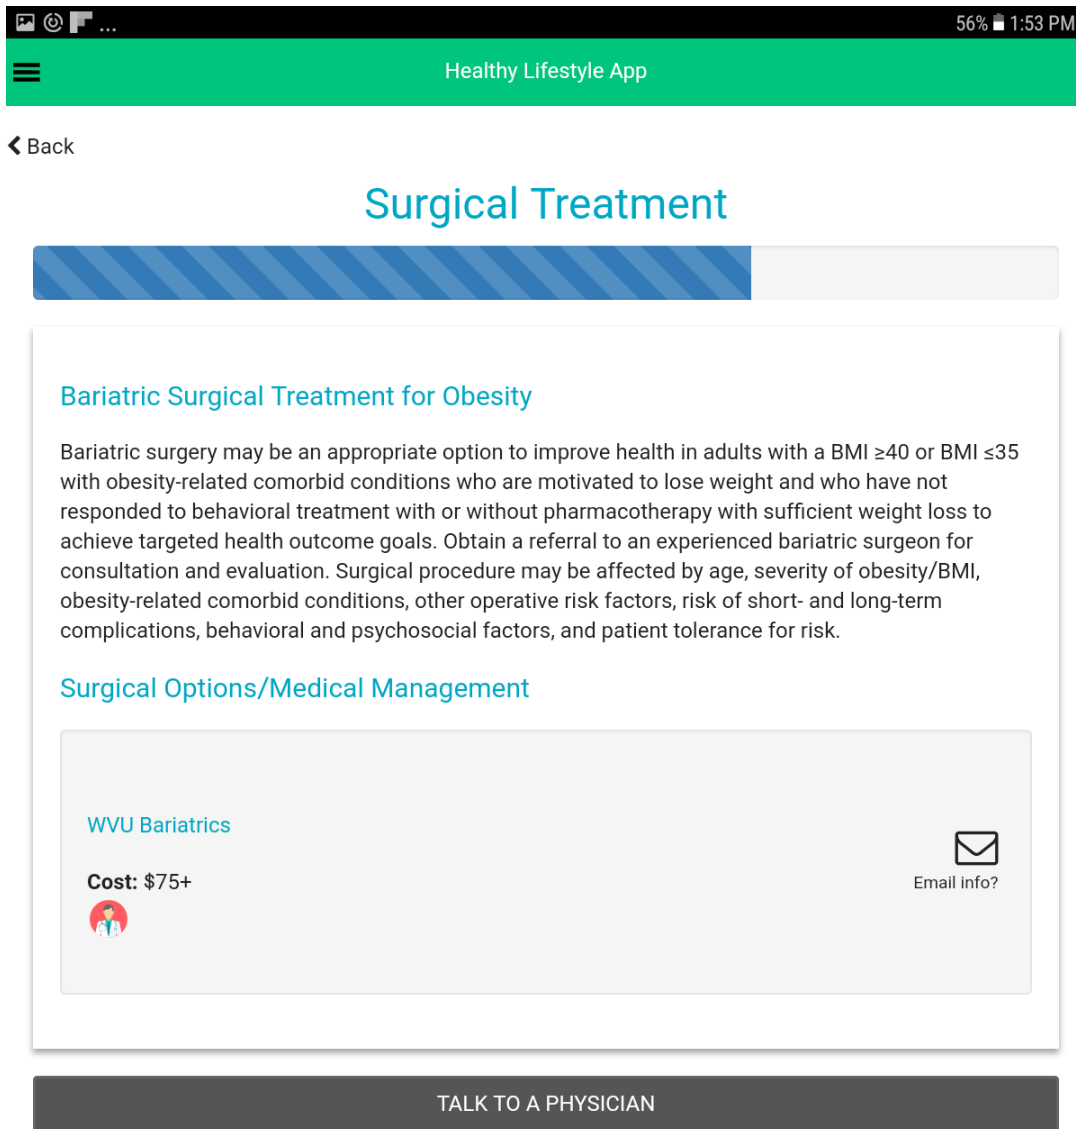 ... 56% 1:53 PM
Healthy Lifestyle App
Back
Surgical Treatment
Bariatric Surgical Treatment for Obesity
Bariatric surgery may be an appropriate option to improve health in adults with a BMI ≥40 or BMI ≤35
with obesity-related comorbid conditions who are motivated to lose weight and who have not
responded to behavioral treatment with or without pharmacotherapy with sufficient weight loss to
achieve targeted health outcome goals. Obtain a referral to an experienced bariatric surgeon for
consultation and evaluation. Surgical procedure may be affected by age, severity of obesity/BMI,
obesity-related comorbid conditions, other operative risk factors, risk of short- and long-term
complications, behavioral and psychosocial factors, and patient tolerance for risk.
Surgical Options/Medical Management
WVU Bariatrics
Cost: $75+
Email info?
TALK TO A PHYSICIAN